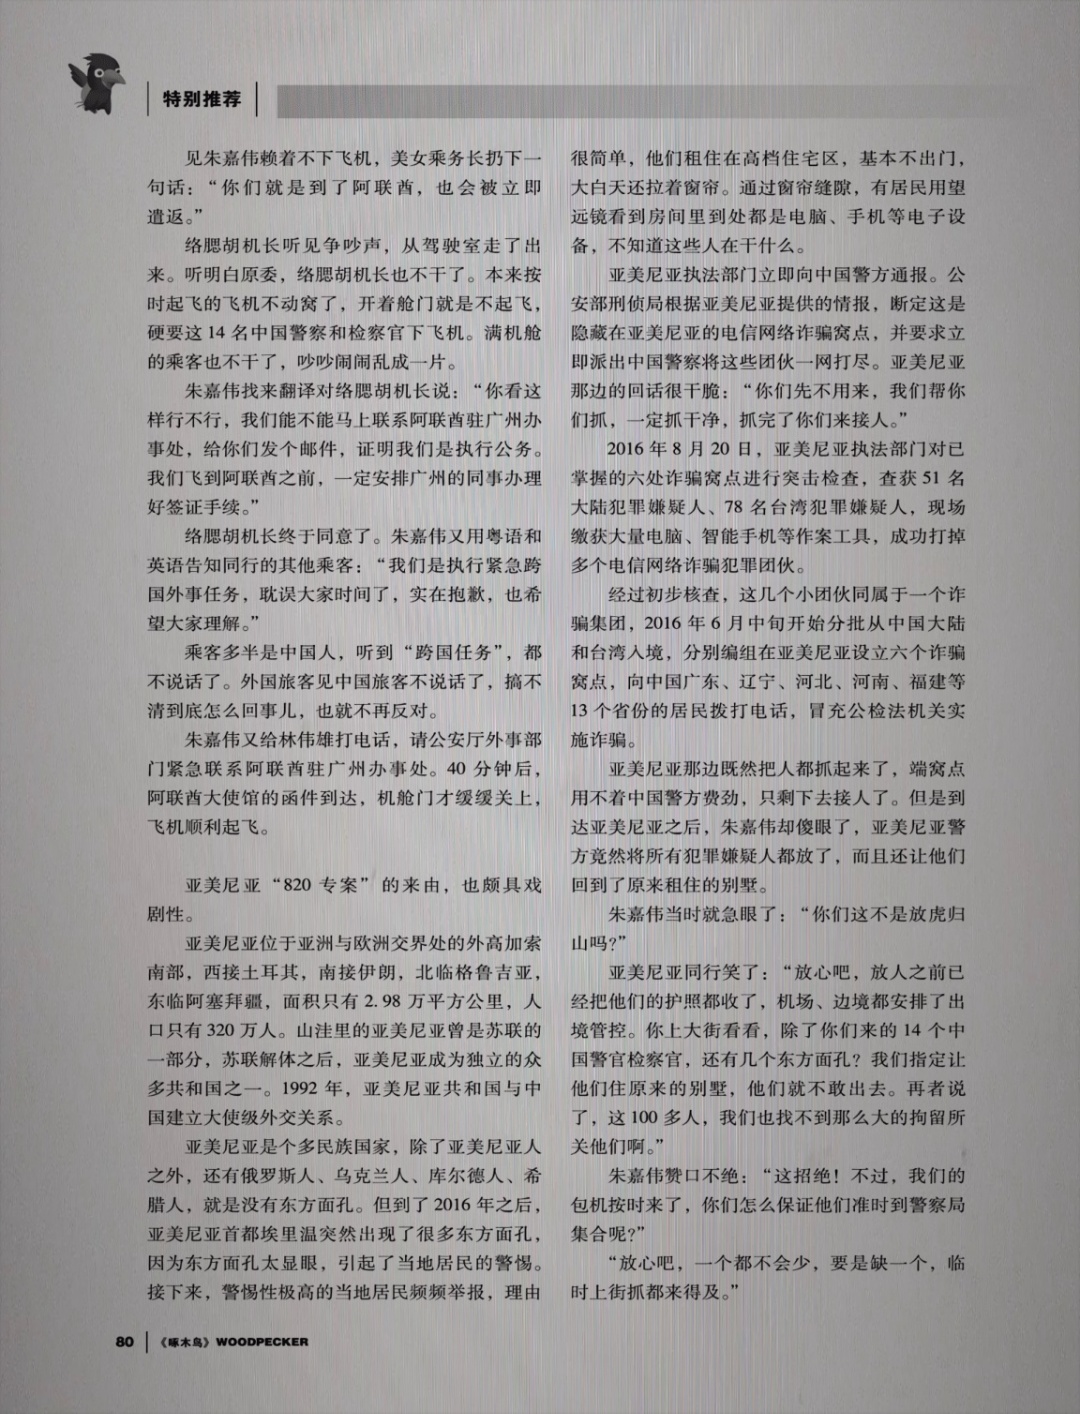 特别推荐
见朱嘉伟赖着不下飞机，美女乘务长扔下一
句话：“你们就是到了阿联酋，也会被立即
遣返。”
络腮胡机长听见争吵声，从驾驶室走了出
来。听明白原委，络腮胡机长也不干了。本来按
时起飞的飞机不动窝了，开着舱门就是不起飞，
硬要这 14 名中国警察和检察官下飞机。满机舱
的乘客也不干了，吵吵闹闹乱成一片。
朱嘉伟找来翻译对络腮胡机长说：“你看这
样行不行，我们能不能马上联系阿联酋驻广州办
事处，给你们发个邮件，证明我们是执行公务。
我们飞到阿联酋之前，一定安排广州的同事办理
好签证手续。”
络腮胡机长终于同意了。朱嘉伟又用粤语和
英语告知同行的其他乘客：“我们是执行紧急跨
国外事任务，耽误大家时间了，实在抱歉，也希
望大家理解。”
乘客多半是中国人，听到“跨国任务”，都
不说话了。外国旅客见中国旅客不说话了，搞不
清到底怎么回事儿，也就不再反对。
朱嘉伟又给林伟雄打电话，请公安厅外事部
门紧急联系阿联酋驻广州办事处。40 分钟后，
阿联酋大使馆的函件到达，机舱门才缓缓关上，
飞机顺利起飞。
亚美尼亚“820 专案”的来由，也颇具戏
剧性。
亚美尼亚位于亚洲与欧洲交界处的外高加索
南部，西接土耳其，南接伊朗，北临格鲁吉亚，
东临阿塞拜疆，面积只有 2.98 万平方公里，人
口只有 320 万人。山洼里的亚美尼亚曾是苏联的
一部分，苏联解体之后，亚美尼亚成为独立的众
多共和国之一。1992 年，亚美尼亚共和国与中
国建立大使级外交关系。
亚美尼亚是个多民族国家，除了亚美尼亚人
之外，还有俄罗斯人、乌克兰人、库尔德人、希
腊人，就是没有东方面孔。但到了 2016 年之后，
亚美尼亚首都埃里温突然出现了很多东方面孔，
因为东方面孔太显眼，引起了当地居民的警惕。
接下来，警惕性极高的当地居民频频举报，理由
很简单，他们租住在高档住宅区，基本不出门，
大白天还拉着窗帘。通过窗帘缝隙，有居民用望
远镜看到房间里到处都是电脑、手机等电子设
备，不知道这些人在干什么。
亚美尼亚执法部门立即向中国警方通报。公
安部刑侦局根据亚美尼亚提供的情报，断定这是
隐藏在亚美尼亚的电信网络诈骗窝点，并要求立
即派出中国警察将这些团伙一网打尽。亚美尼亚
那边的回话很干脆：“你们先不用来，我们帮你
们抓，一定抓干净，抓完了你们来接人。”
2016 年 8 月 20 日，亚美尼亚执法部门对已
掌握的六处诈骗窝点进行突击检查，查获 51 名
大陆犯罪嫌疑人、78 名台湾犯罪嫌疑人，现场
缴获大量电脑、智能手机等作案工具，成功打掉
多个电信网络诈骗犯罪团伙。
经过初步核查，这几个小团伙同属于一个诈
骗集团，2016 年 6 月中旬开始分批从中国大陆
和台湾入境，分别编组在亚美尼亚设立六个诈骗
窝点，向中国广东、辽宁、河北、河南、福建等
13 个省份的居民拨打电话，冒充公检法机关实
施诈骗。
亚美尼亚那边既然把人都抓起来了，端窝点
用不着中国警方费劲，只剩下去接人了。但是到
达亚美尼亚之后，朱嘉伟却傻眼了，亚美尼亚警
方竟然将所有犯罪嫌疑人都放了，而且还让他们
回到了原来租住的别墅。
朱嘉伟当时就急眼了：“你们这不是放虎归
山吗？”
亚美尼亚同行笑了：“放心吧，放人之前已
经把他们的护照都收了，机场、边境都安排了出
境管控。你上大街看看，除了你们来的 14 个中
国警官检察官，还有几个东方面孔？我们指定让
他们住原来的别墅，他们就不敢出去。再者说
了，这 100 多人，我们也找不到那么大的拘留所
关他们啊。”
朱嘉伟赞口不绝：“这招绝！不过，我们的
包机按时来了，你们怎么保证他们准时到警察局
集合呢？”
“放心吧，一个都不会少，要是缺一个，临
时上街抓都来得及。”
80 《啄木鸟》WOODPECKER